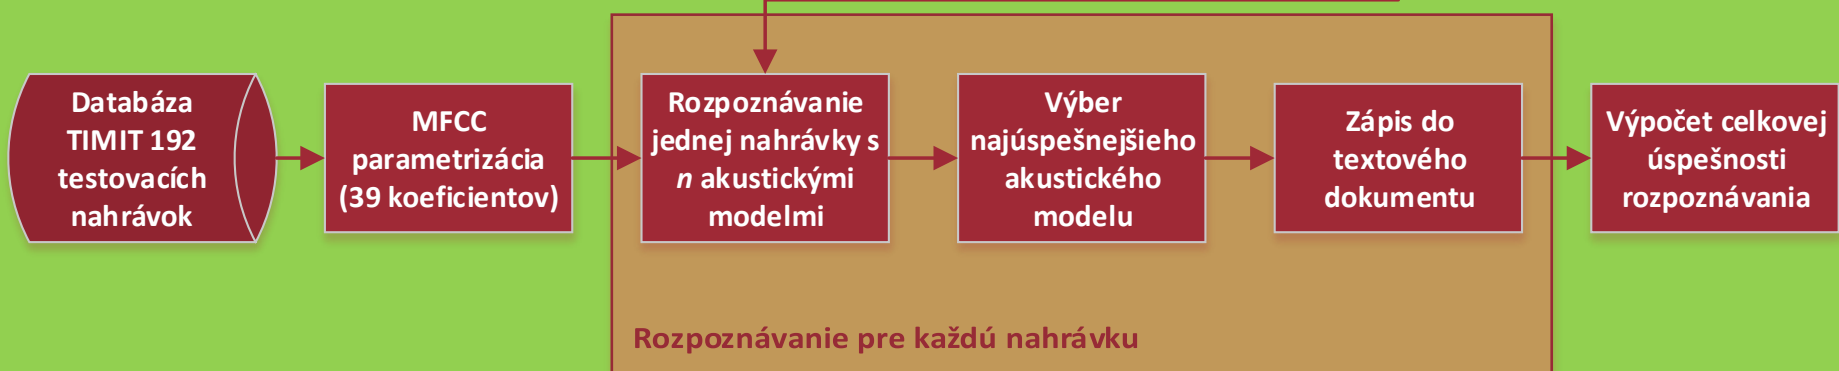 Databáza
TIMIT 192
testovacích
nahrávok
MFCC
parametrizácia
(39 koeficientov)
Rozpoznávanie
jednej nahrávky s
n akustickými
modelmi
Výber
najúspešnejšieho
akustického
modelu
Zápis do
textového
dokumentu
Výpočet celkovej
úspešnosti
rozpoznávania
Rozpoznávanie pre každú nahrávku